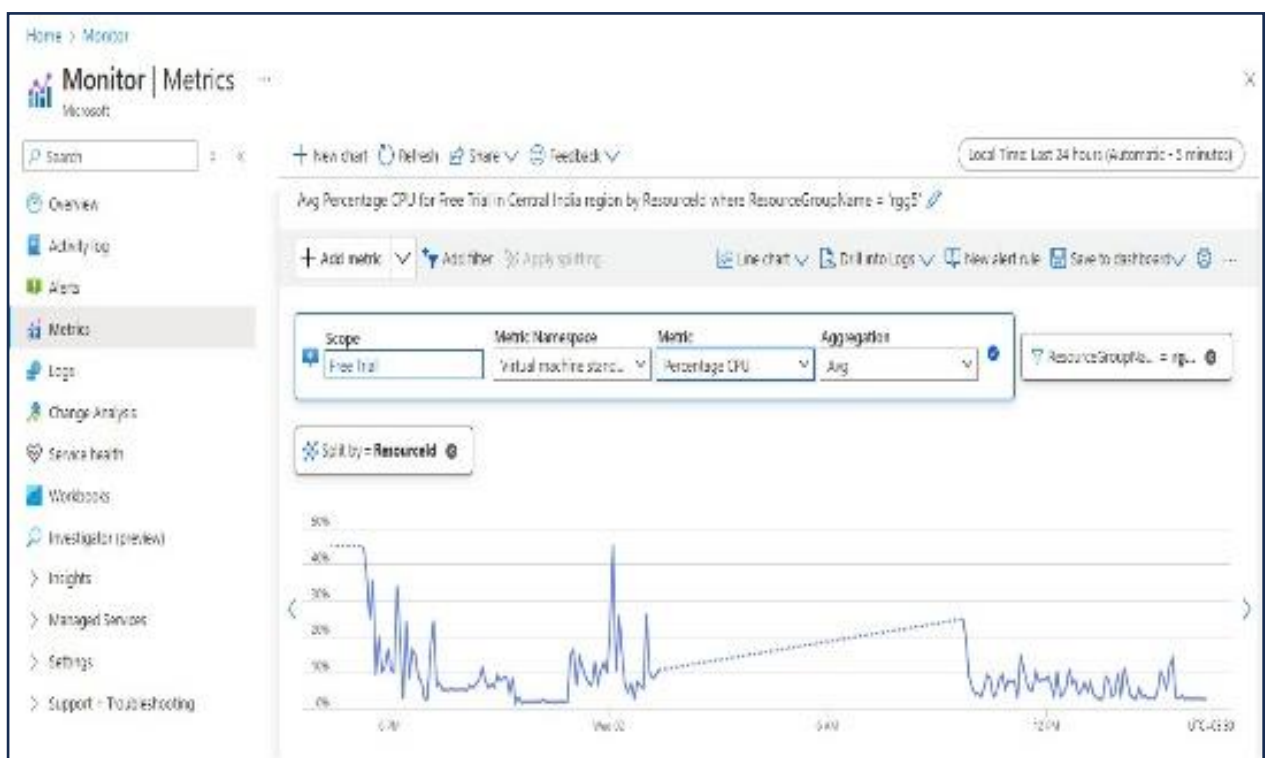 Home > Monitor
Monitor | Metrics ...
Microsoft
Search
+ New chart Refresh Share Feedback
Local Time: Last 24 hours (Automatic - 5 minutes)
Overview
Activity log
Alerts
Metrics
Logs
Change Analysis
Service health
Workbooks
Investigator (preview)
> Insights
> Managed Services
> Settings
> Support + Troubleshooting
Avg Percentage CPU for Free Trial in Central India region by ResourceId where ResourceGroupName = 'rgg5'
+ Add metric Add filter Apply splitting Line chart Drill into Logs New alert rule Save to dashboard ...
Scope Metric Namespace Metric Aggregation
Free Trial Virtual machine stand... Percentage CPU Avg
ResourceGroupNa... = rg...
Split by = ResourceId
50%
40%
30%
20%
10%
0%
6 PM Wed 02 6 AM 12 PM UTC+05:30